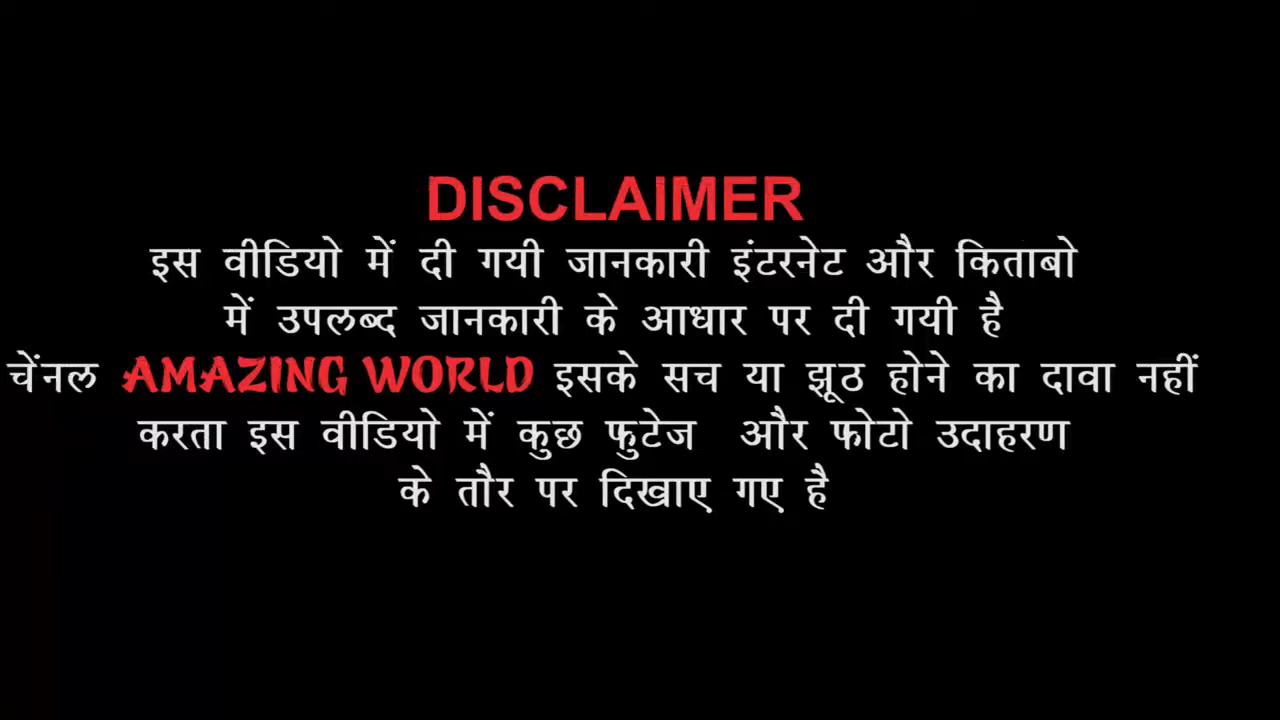 DISCLAIMER
इस वीडियो में दी गयी जानकारी इंटरनेट और किताबो
में उपलब्द जानकारी के आधार पर दी गयी है
चेंनल AMAZING WORLD इसके सच या झूठ होने का दावा नहीं
करता इस वीडियो में कुछ फुटेज और फोटो उदाहरण
के तौर पर दिखाए गए है